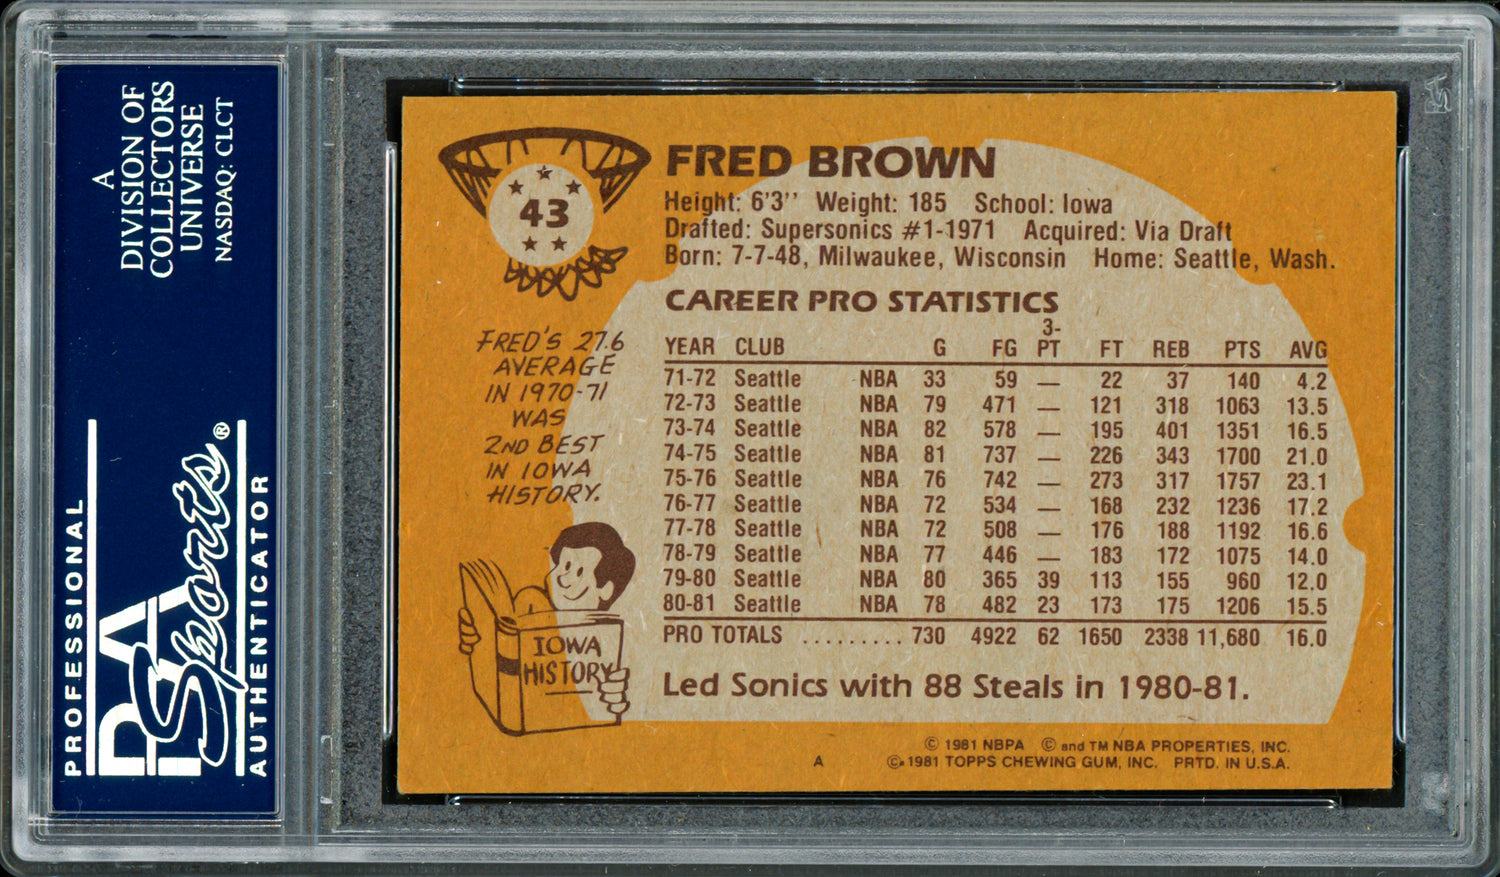 A
DIVISION OF
COLLECTORS
UNIVERSE
NASDAQ: CLCT
PROFESSIONAL
PSA
Sports®
AUTHENTICATOR
PSA
43
FRED BROWN
Height: 6'3'' Weight: 185 School: Iowa
Drafted: Supersonics #1-1971 Acquired: Via Draft
Born: 7-7-48, Milwaukee, Wisconsin Home: Seattle, Wash.
FRED'S 27.6
AVERAGE
IN 1970-71
WAS
2ND BEST
IN IOWA
HISTORY.
IOWA
HISTORY
CAREER PRO STATISTICS
YEAR CLUB G FG 3-PT FT REB PTS AVG
71-72 Seattle NBA 33 59 — 22 37 140 4.2
72-73 Seattle NBA 79 471 — 121 318 1063 13.5
73-74 Seattle NBA 82 578 — 195 401 1351 16.5
74-75 Seattle NBA 81 737 — 226 343 1700 21.0
75-76 Seattle NBA 76 742 — 273 317 1757 23.1
76-77 Seattle NBA 72 534 — 168 232 1236 17.2
77-78 Seattle NBA 72 508 — 176 188 1192 16.6
78-79 Seattle NBA 77 446 — 183 172 1075 14.0
79-80 Seattle NBA 80 365 39 113 155 960 12.0
80-81 Seattle NBA 78 482 23 173 175 1206 15.5
PRO TOTALS ......... 730 4922 62 1650 2338 11,680 16.0
Led Sonics with 88 Steals in 1980-81.
© 1981 NBPA © and TM NBA PROPERTIES, INC.
A ©* 1981 TOPPS CHEWING GUM, INC. PRTD. IN U.S.A.